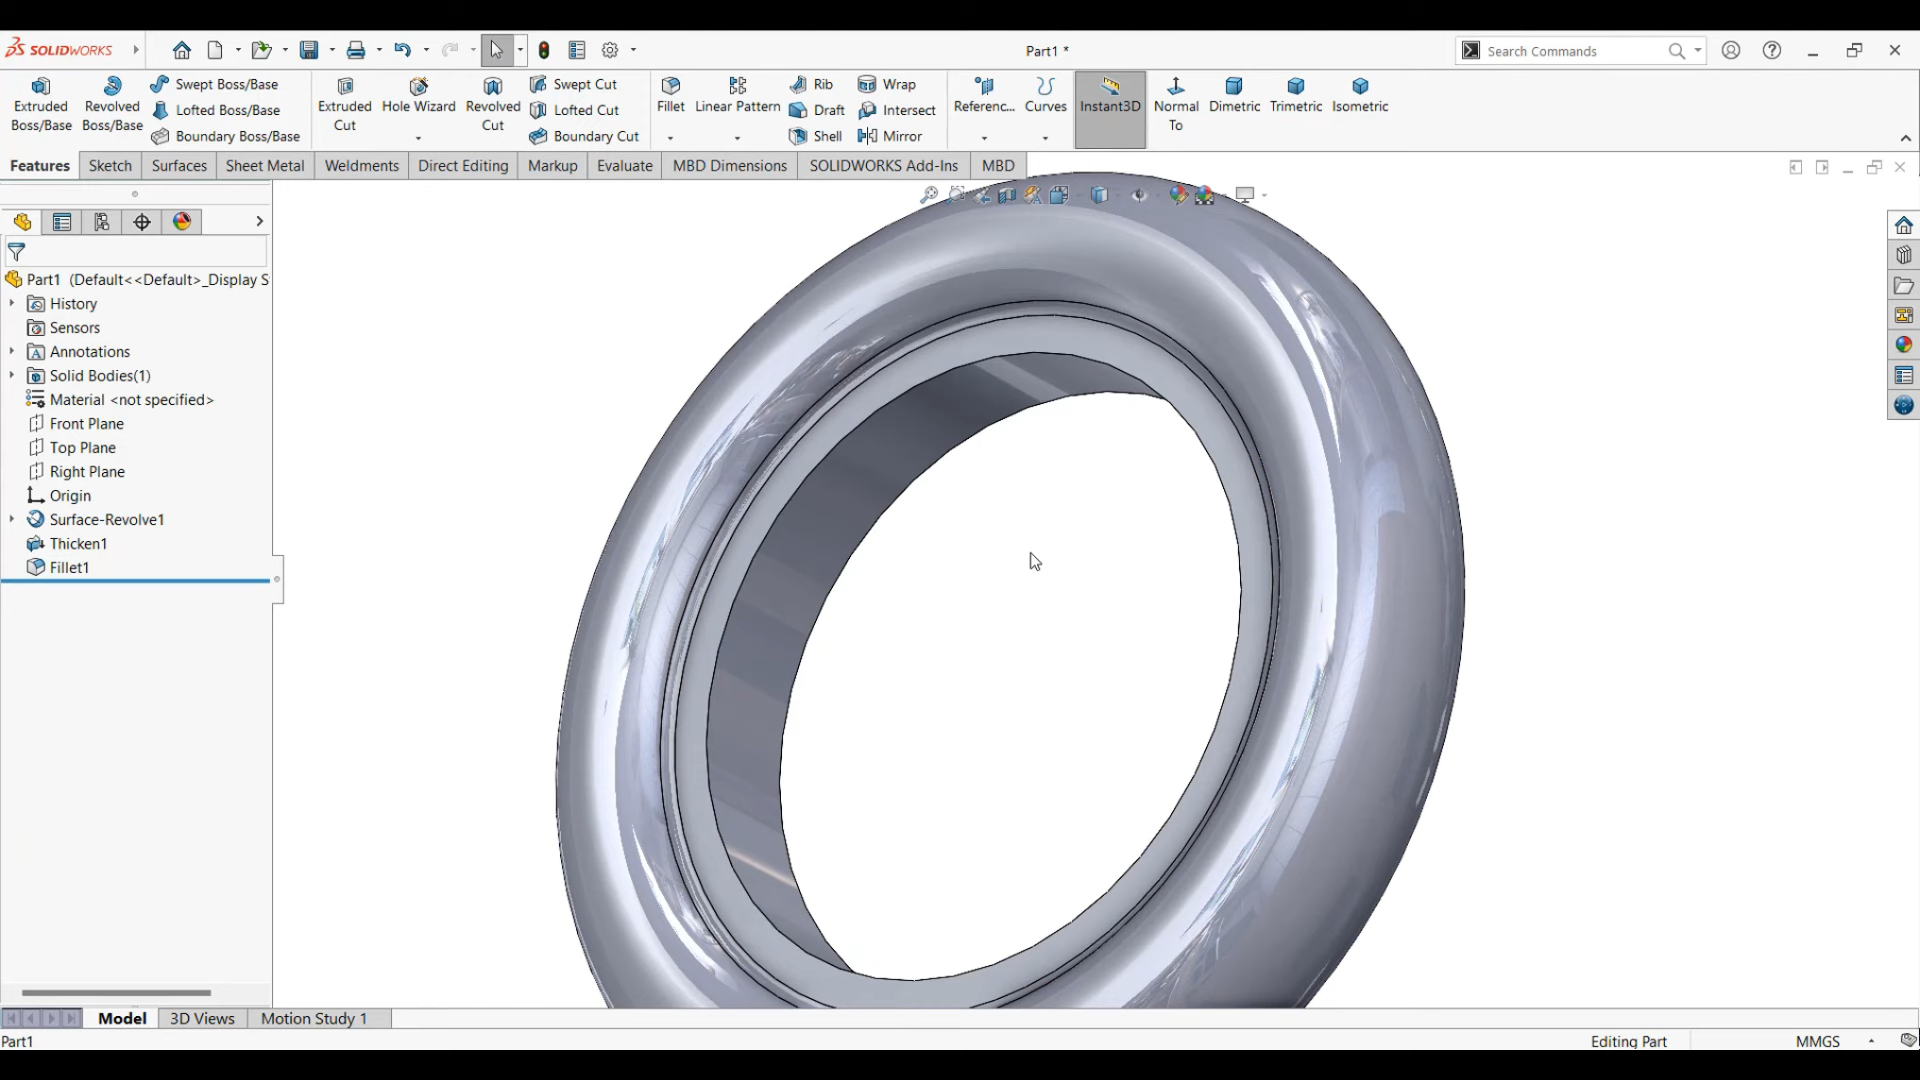 SOLIDWORKS
Part1 *
Search Commands
Extruded Boss/Base
Revolved Boss/Base
Swept Boss/Base
Lofted Boss/Base
Boundary Boss/Base
Extruded Cut
Hole Wizard
Revolved Cut
Swept Cut
Lofted Cut
Boundary Cut
Fillet
Linear Pattern
Rib
Draft
Shell
Wrap
Intersect
Mirror
Referenc...
Curves
Instant3D
Normal To
Dimetric
Trimetric
Isometric
Features
Sketch
Surfaces
Sheet Metal
Weldments
Direct Editing
Markup
Evaluate
MBD Dimensions
SOLIDWORKS Add-Ins
MBD
Part1 (Default<<Default>_Display S
History
Sensors
Annotations
Solid Bodies(1)
Material <not specified>
Front Plane
Top Plane
Right Plane
Origin
Surface-Revolve1
Thicken1
Fillet1
Model
3D Views
Motion Study 1
Part1
Editing Part
MMGS